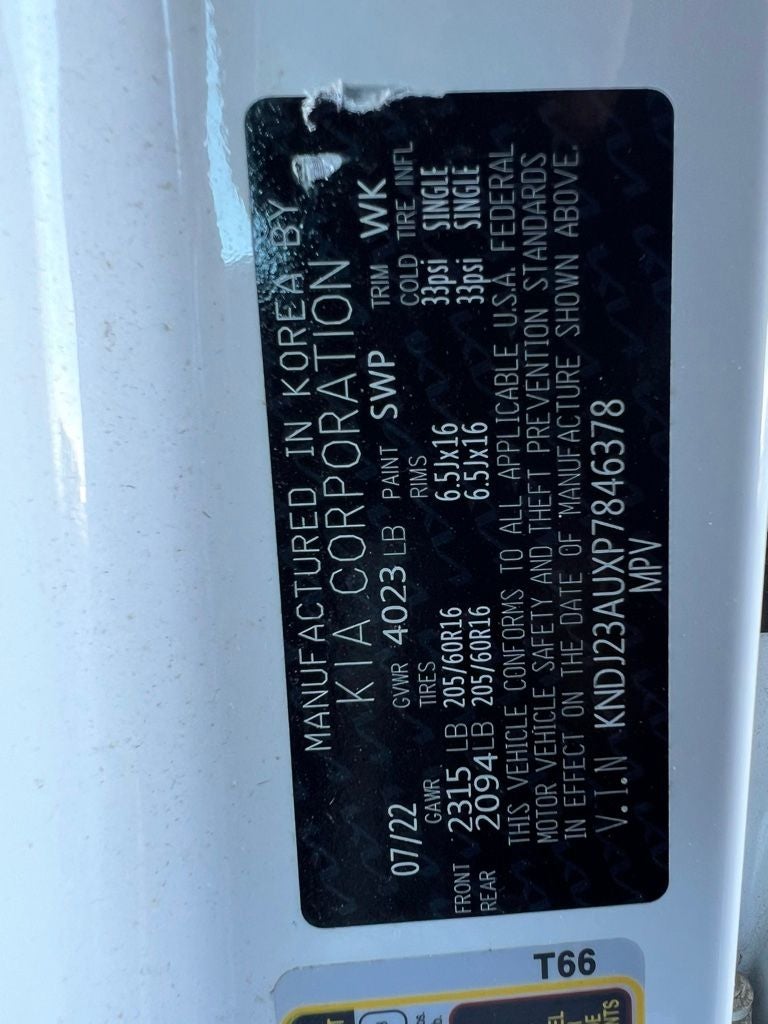 MANUFACTURED IN KOREA BY
KIA CORPORATION
07/22 GVWR 4023 LB PAINT SWP TRIM WK
GAWR TIRES RIMS COLD TIRE INFL
FRONT 2315 LB 205/60R16 6.5Jx16 33psi SINGLE
REAR 2094 LB 205/60R16 6.5Jx16 33psi SINGLE
THIS VEHICLE CONFORMS TO ALL APPLICABLE U.S.A. FEDERAL
MOTOR VEHICLE SAFETY AND THEFT PREVENTION STANDARDS
IN EFFECT ON THE DATE OF MANUFACTURE SHOWN ABOVE.
V.I.N KNDJ23AUXP7846378
MPV
T66